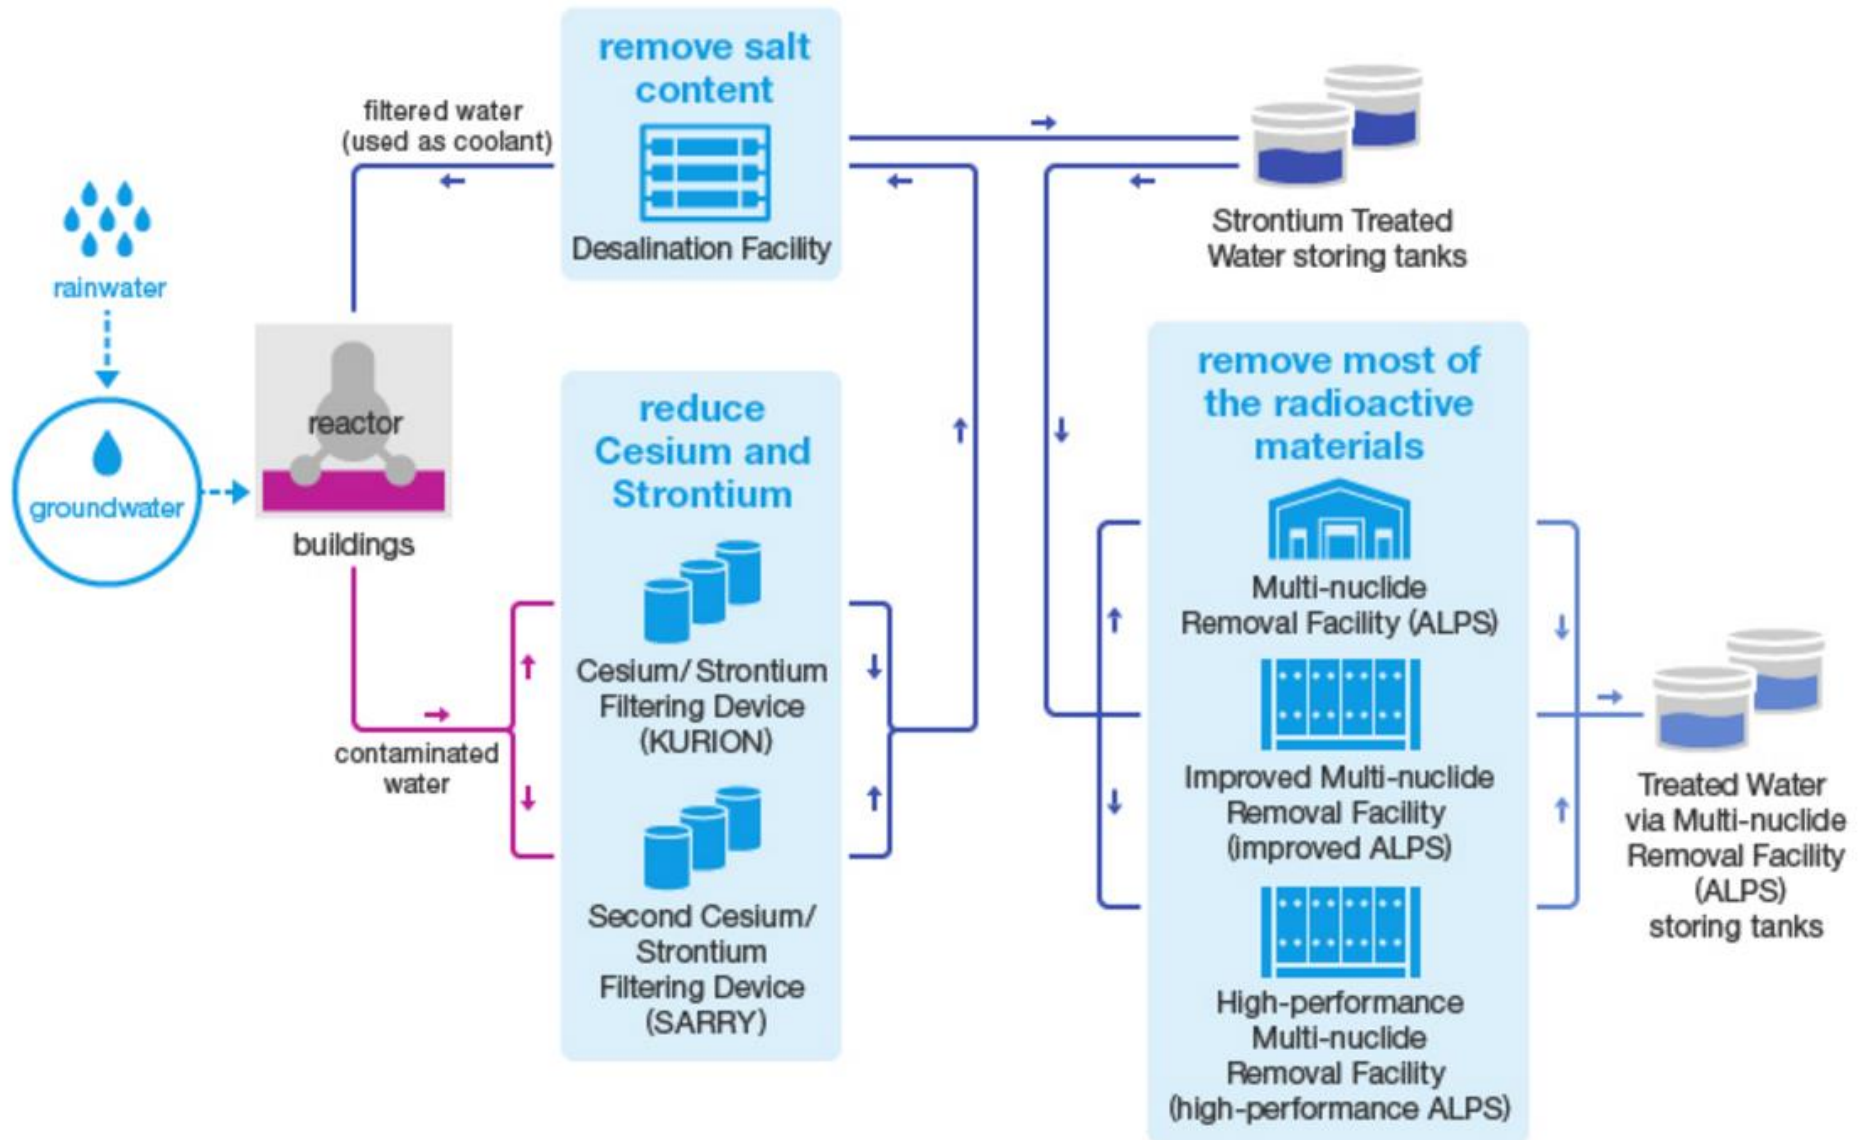 remove salt
content
Desalination Facility
filtered water
(used as coolant)
rainwater
groundwater
reactor
buildings
contaminated
water
reduce
Cesium and
Strontium
Cesium/ Strontium
Filtering Device
(KURION)
Second Cesium/
Strontium
Filtering Device
(SARRY)
Strontium Treated
Water storing tanks
remove most of
the radioactive
materials
Multi-nuclide
Removal Facility (ALPS)
Improved Multi-nuclide
Removal Facility
(improved ALPS)
High-performance
Multi-nuclide
Removal Facility
(high-performance ALPS)
Treated Water
via Multi-nuclide
Removal Facility
(ALPS)
storing tanks